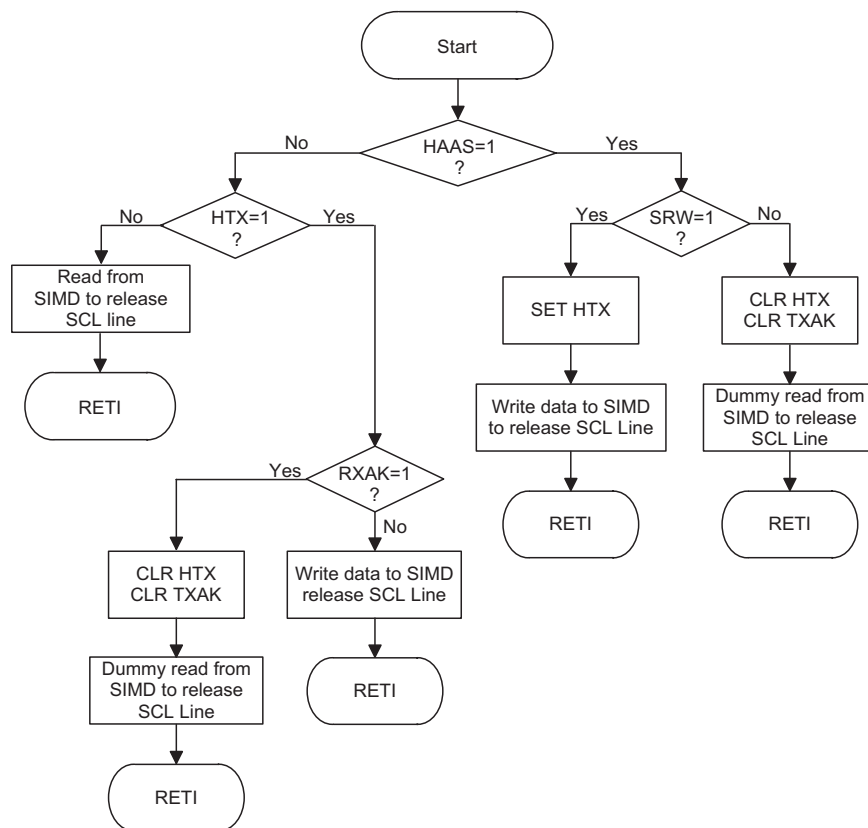 Start
HAAS=1
?
No
Yes
HTX=1
?
No
Yes
SRW=1
?
Yes
No
Read from
SIMD to release
SCL line
RETI
SET HTX
Write data to SIMD
to release SCL Line
RETI
CLR HTX
CLR TXAK
Dummy read from
SIMD to release
SCL Line
RETI
RXAK=1
?
Yes
No
CLR HTX
CLR TXAK
Dummy read from
SIMD to release
SCL Line
RETI
Write data to SIMD
release SCL Line
RETI